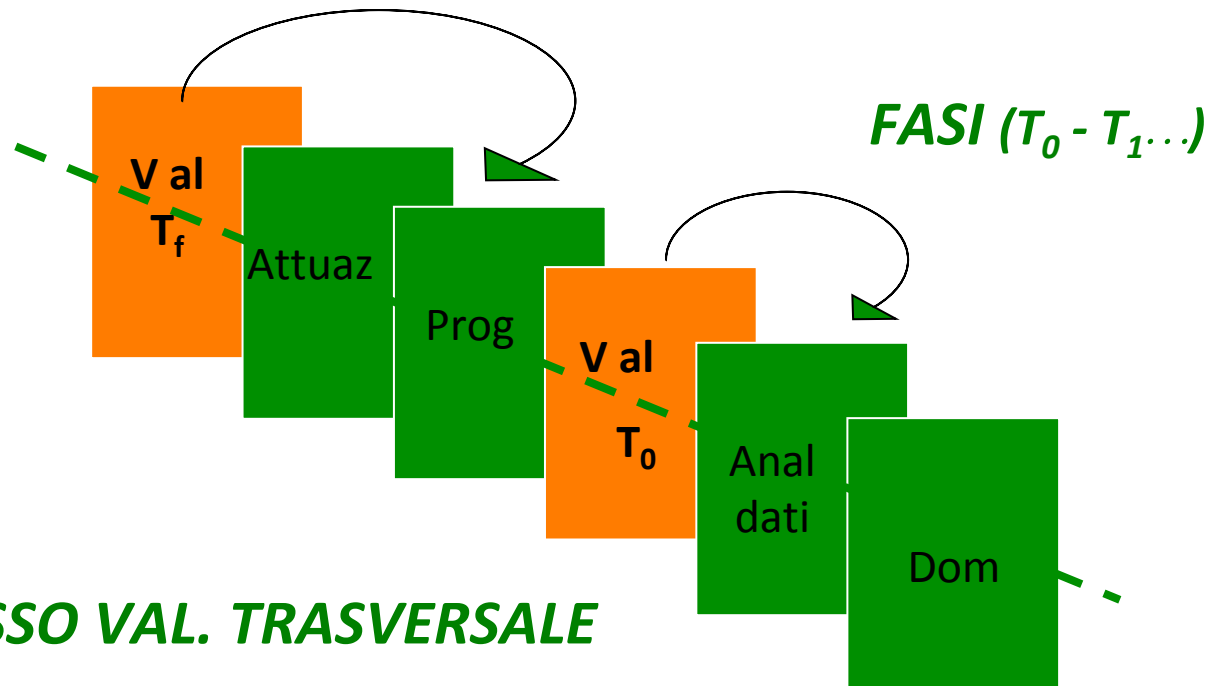 FASI (T0 - T1...)
V al
Tf
Attuaz
Prog
V al
T0
Anal
dati
Dom
SSO VAL. TRASVERSALE